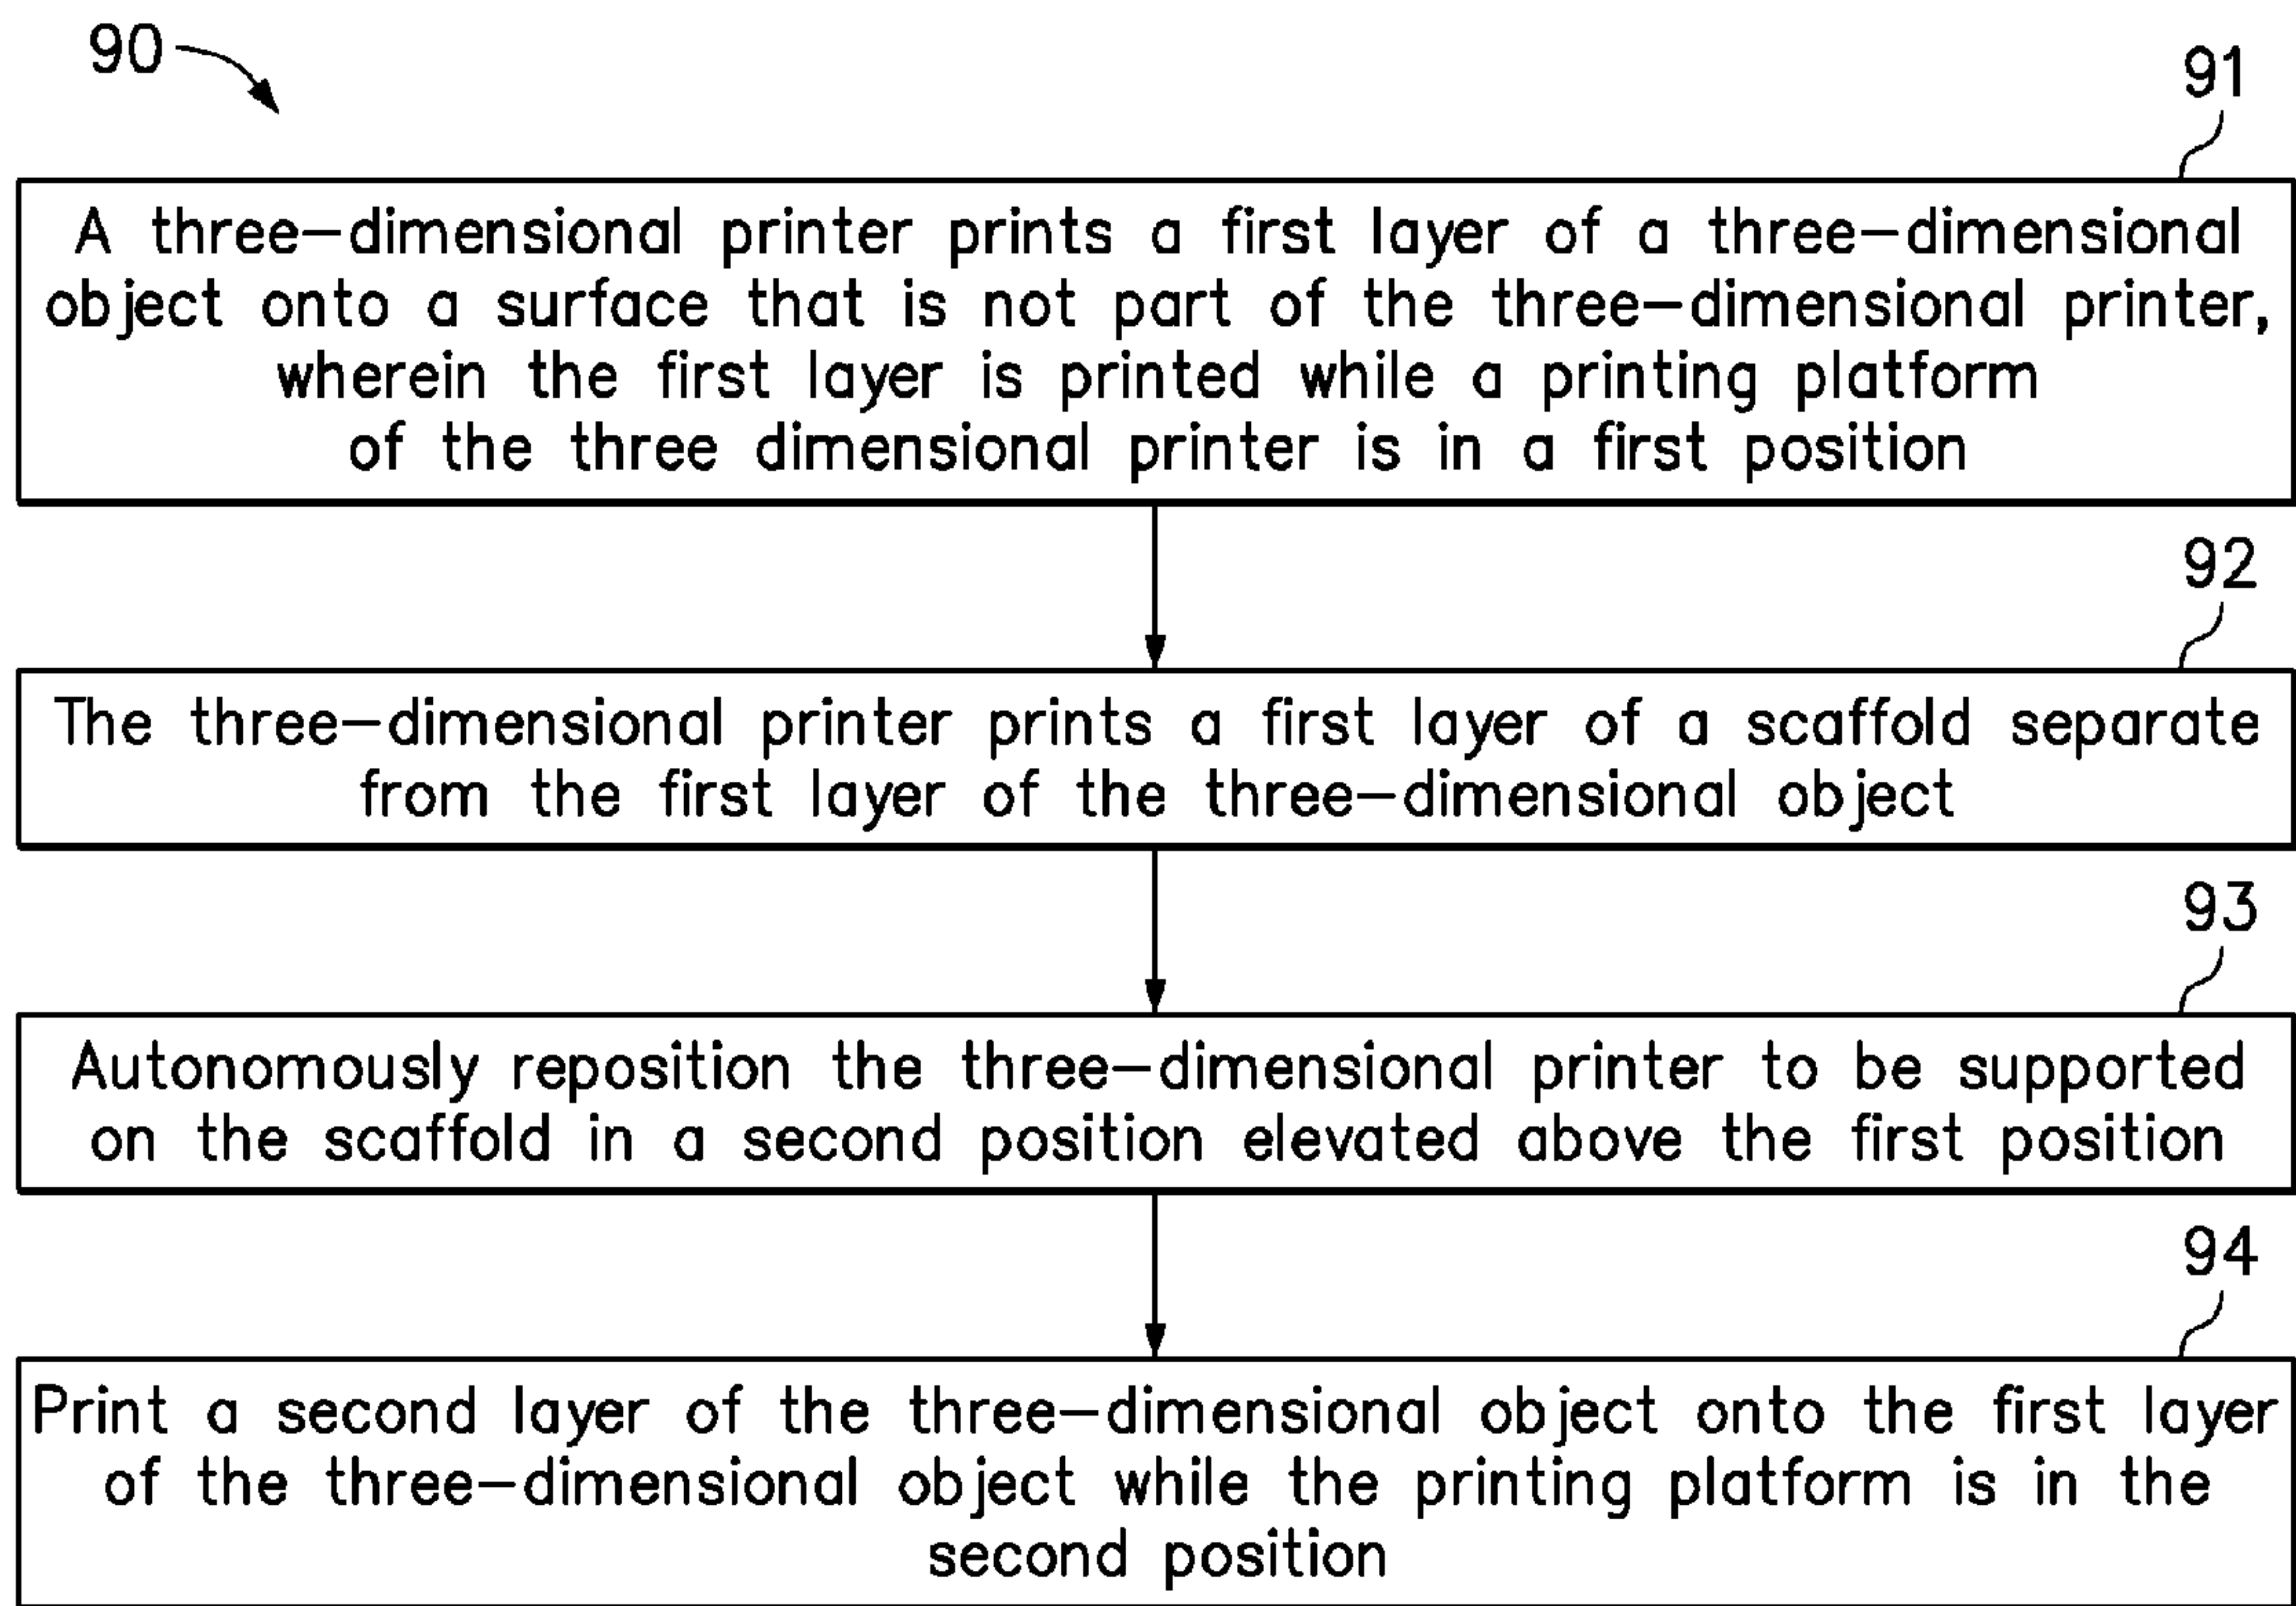 90
91
A three-dimensional printer prints a first layer of a three-dimensional
object onto a surface that is not part of the three-dimensional printer,
wherein the first layer is printed while a printing platform
of the three dimensional printer is in a first position
92
The three-dimensional printer prints a first layer of a scaffold separate
from the first layer of the three-dimensional object
93
Autonomously reposition the three-dimensional printer to be supported
on the scaffold in a second position elevated above the first position
94
Print a second layer of the three-dimensional object onto the first layer
of the three-dimensional object while the printing platform is in the
second position